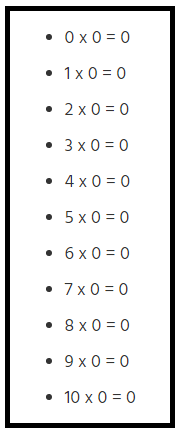 • 0 x 0 = 0
• 1 x 0 = 0
• 2 x 0 = 0
• 3 x 0 = 0
• 4 x 0 = 0
• 5 x 0 = 0
• 6 x 0 = 0
• 7 x 0 = 0
• 8 x 0 = 0
• 9 x 0 = 0
• 10 x 0 = 0